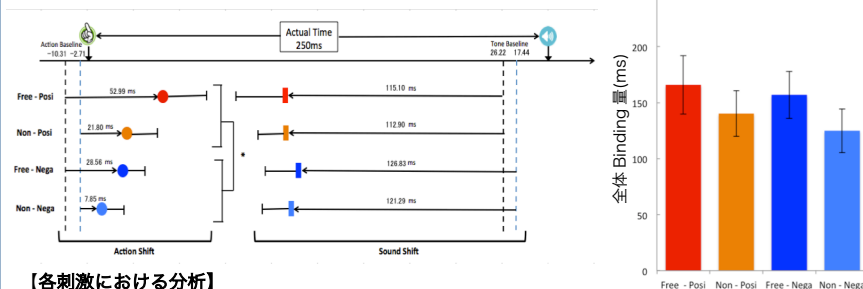 Actual Time
250ms
Action Baseline
-10.31 -2.71
Tone Baseline
26.22 17.44
Free - Posi
52.99 ms
115.10 ms
Non - Posi
21.80 ms
112.90 ms
Free - Nega
28.56 ms
126.83 ms
Non - Nega
7.85 ms
121.29 ms
*
Action Shift
Sound Shift
【各刺激における分析】
全体 Binding 量(ms)
200
150
100
50
0
Free - Posi
Non - Posi
Free - Nega
Non - Nega